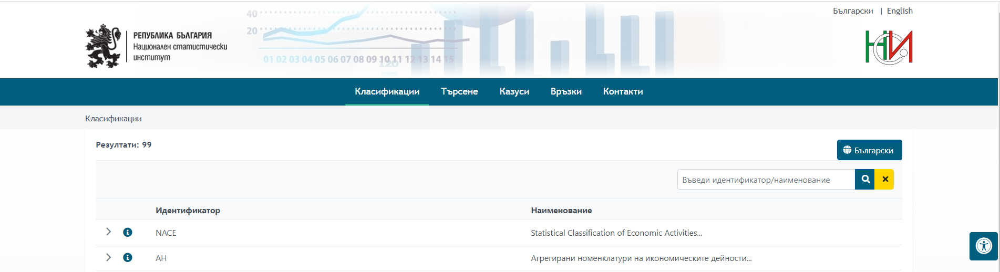 Български | English
40
20
01 02 03 04 05 06 07 08 09 10 11 12 13 14 15
120
РЕПУБЛИКА БЪЛГАРИЯ
Национален статистически
институт
НСИ
Класификации Търсене Казуси Връзки Контакти
Класификации
Резултати: 99
Български
Въведи идентификатор/наименование
Идентификатор Наименование
NACE Statistical Classification of Economic Activities...
АН Агрегирани номенклатури на икономическите дейности...